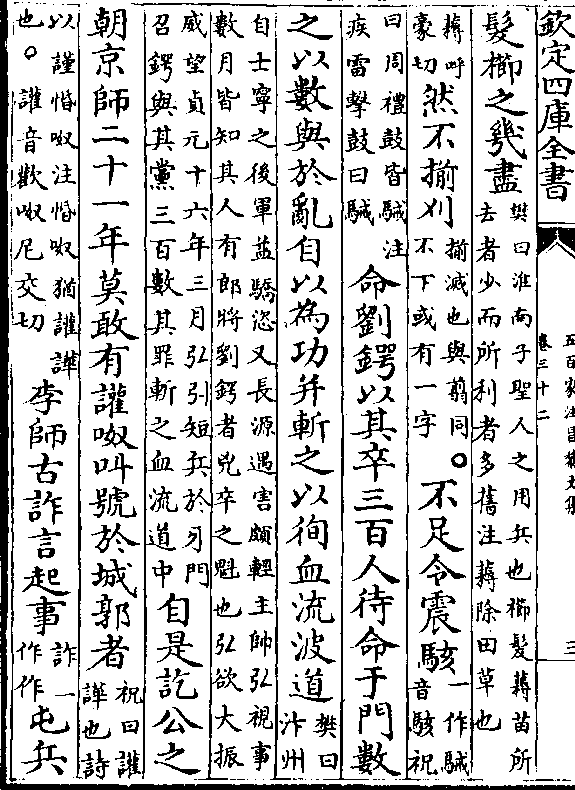 欽定四庫全書
五百家注昌黎文集
卷三十二
三
髮櫛之幾盡
樊曰淮南子聖人之用兵也櫛髮薅苗所
去者少而所利者多舊注薅除田草也
薅呼
豪切
然不揃刈
揃滅也與翦同
不下或有一字
○不足令震駭
一作駴
音駭祝
曰周禮鼓皆駴注
疾雷擊鼓曰駴
命劉鍔以其卒三百人待命于門數
之以數與於亂自以為功并斬之以徇血流波道
樊曰
汴州
自士寧之後軍益驕恣又長源遇害頗輕主帥弘視事
數月皆知其人有郎將劉鍔者兇卒之魁也弘欲大振
威望貞元十六年三月弘引短兵於牙門
召鍔與其黨三百數其罪斬之血流道中
自是訖公之
朝京師二十一年莫敢有讙呶叫號於城郭者
祝曰讙
譁也詩
以謹惽呶注惽呶猶讙譁
也○讙音歡呶尼交切
李師古詐言起事
詐一
作作
屯兵